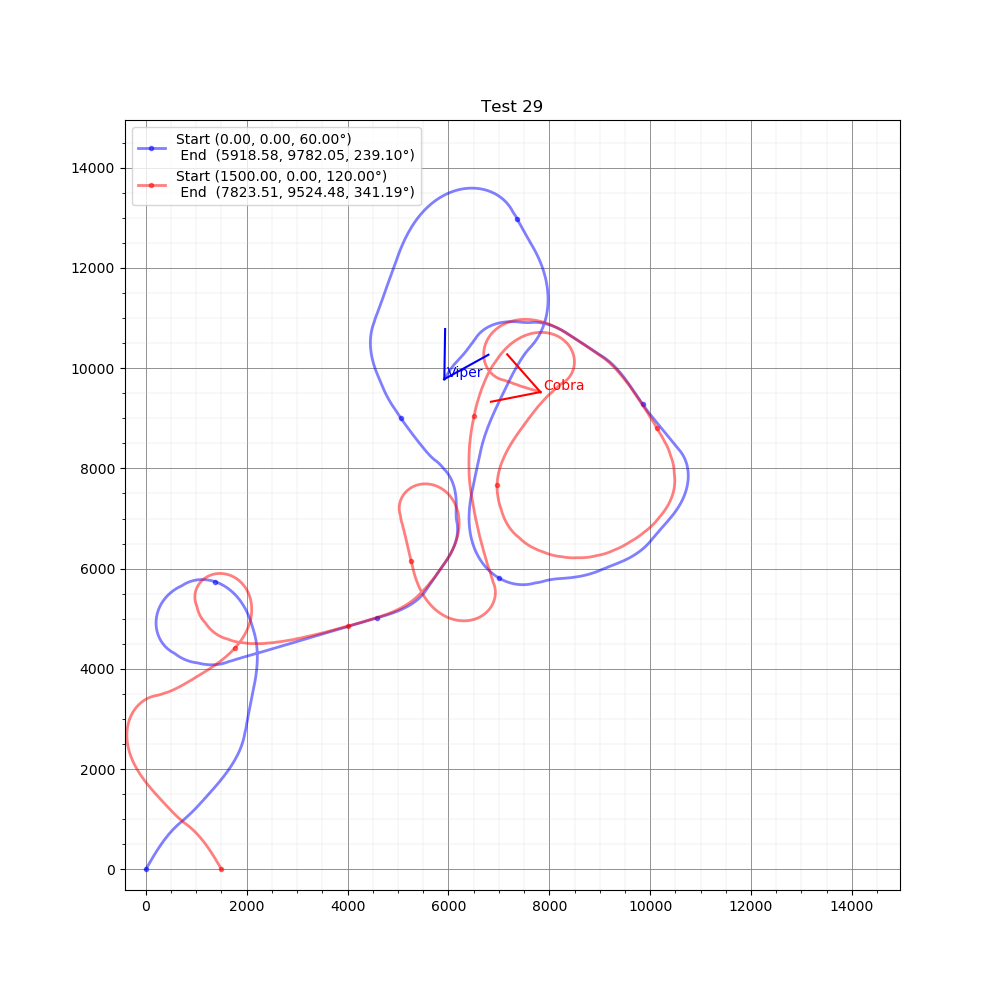 Test 29
Start (0.00, 0.00, 60.00°)
End (5918.58, 9782.05, 239.10°)
Start (1500.00, 0.00, 120.00°)
End (7823.51, 9524.48, 341.19°)
14000
12000
10000
8000
6000
4000
2000
0
Viper
Cobra
0 2000 4000 6000 8000 10000 12000 14000